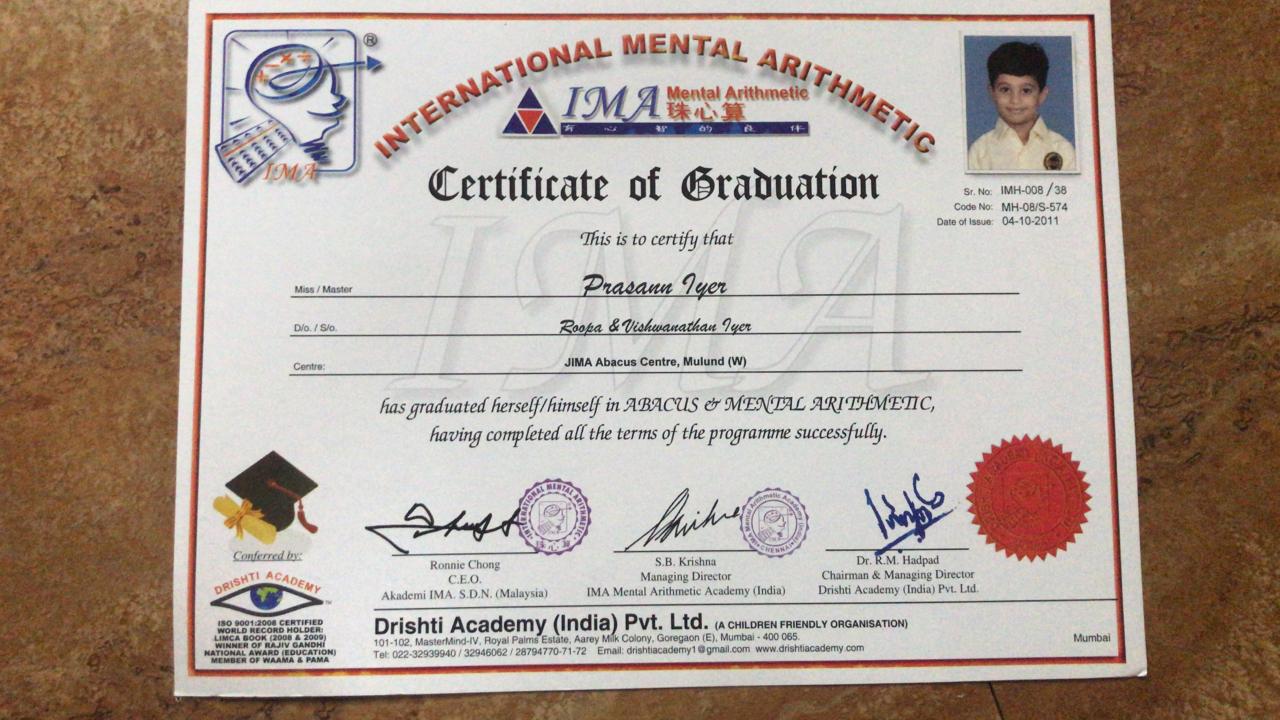 ®
IMA
INTERNATIONAL MENTAL ARITHMETIC
IMA Mental Arithmetic
珠心算
有 心 智 的 良 伴
Certificate of Graduation
Sr. No: IMH-008 /38
Code No: MH-08/S-574
Date of Issue: 04-10-2011
This is to certify that
Miss / Master Prasann Iyer
D/o. / S/o. Roopa & Vishwanathan Iyer
Centre: JIMA Abacus Centre, Mulund (W)
has graduated herself/himself in ABACUS & MENTAL ARITHMETIC,
having completed all the terms of the programme successfully.
Ronnie Chong
C.E.O.
Akademi IMA. S.D.N. (Malaysia)
S.B. Krishna
Managing Director
IMA Mental Arithmetic Academy (India)
Dr. R.M. Hadpad
Chairman & Managing Director
Drishti Academy (India) Pvt. Ltd.
Conferred by:
DRISHTI ACADEMY
TM
ISO 9001:2008 CERTIFIED
WORLD RECORD HOLDER:
LIMCA BOOK (2008 & 2009)
WINNER OF RAJIV GANDHI
NATIONAL AWARD (EDUCATION)
MEMBER OF WAAMA & PAMA
Drishti Academy (India) Pvt. Ltd. (A CHILDREN FRIENDLY ORGANISATION)
101-102, MasterMind-IV, Royal Palms Estate, Aarey Milk Colony, Goregaon (E), Mumbai - 400 065.
Tel: 022-32939940 / 32946062 / 28794770-71-72 Email: drishtiacademy1@gmail.com www.drishtiacademy.com
Mumbai